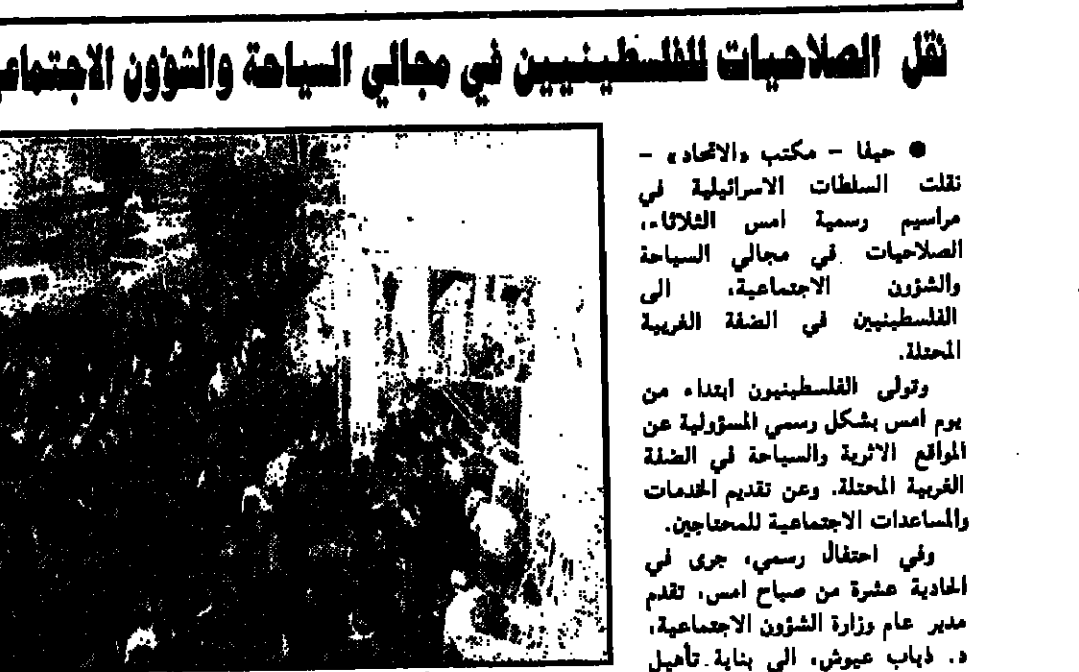 نقل الصلاحيات للفلسطينيين في مجالي السياحة والشؤون
● حيفا - مكتب «الاتحاد» -
نقلت السلطات الاسرائيلية في
مراسيم رسمية امس الثلاثاء،
الصلاحيات في مجالي السياحة
والشؤون الاجتماعية، الى
الفلسطينيين في الضفة الغربية
المحتلة.
وتولى الفلسطينيون ابتداء من
يوم امس بشكل رسمي المسؤولية عن
المواقع الاثرية والسياحة في الضفة
الغربية المحتلة. وعن تقديم الخدمات
والمساعدات الاجتماعية للمحتاجين.
وفي احتفال رسمي، جرى في
الحادية عشرة من صباح امس، تقدم
مدير عام وزارة الشؤون الاجتماعية،
د. ذياب عيوش، الى بناية تأهيل